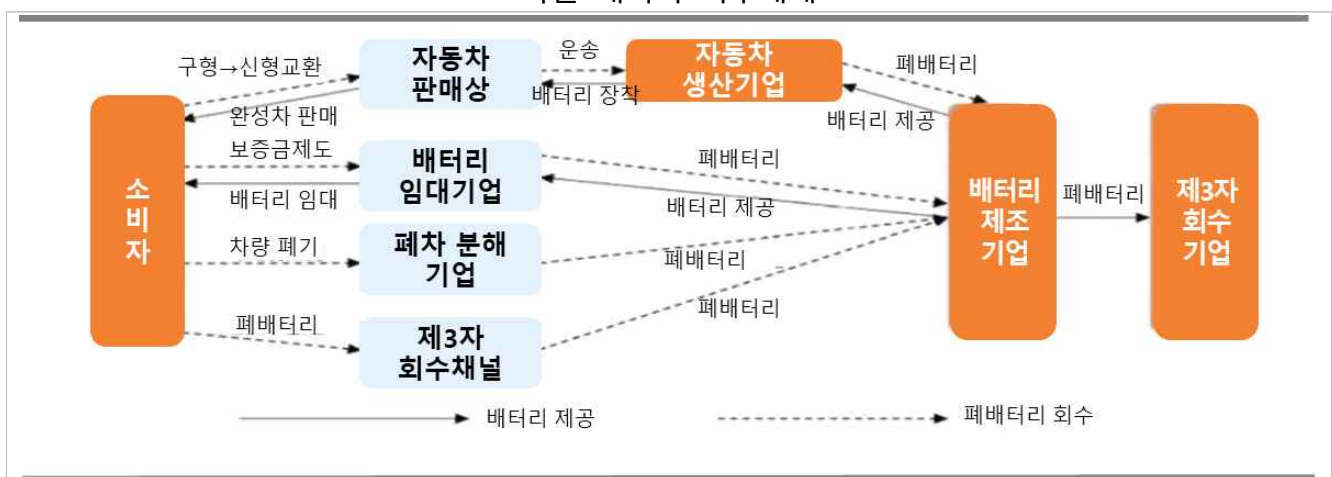 구형→신형교환
자동차
판매상
운송
자동차
생산기업
폐배터리
완성차 판매
배터리 장착
배터리 제공
보증금제도
배터리
임대기업
폐배터리
배터리 임대
배터리 제공
소
비
자
차량 폐기
폐차 분해
기업
폐배터리
배터리
제조
기업
폐배터리
제3자
회수
기업
폐배터리
제3자
회수채널
폐배터리
배터리 제공
폐배터리 회수